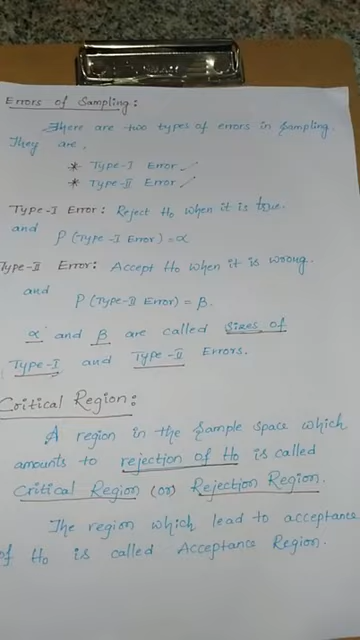 Errors of Sampling:
There are two types of errors in Sampling.
They are,
* Type-I Error ✓
* Type-II Error ✓
Type-I Error: Reject Ho when it is true.
and
P(Type-I Error) = α
Type-II Error: Accept Ho when it is wrong.
and
P(Type-II Error) = β.
α and β are called Sizes of
Type-I and Type-II Errors.
Critical Region:
A region in the Sample space which
amounts to rejection of Ho is called
Critical Region (or) Rejection Region.
The region which lead to acceptance
of Ho is called Acceptance Region.